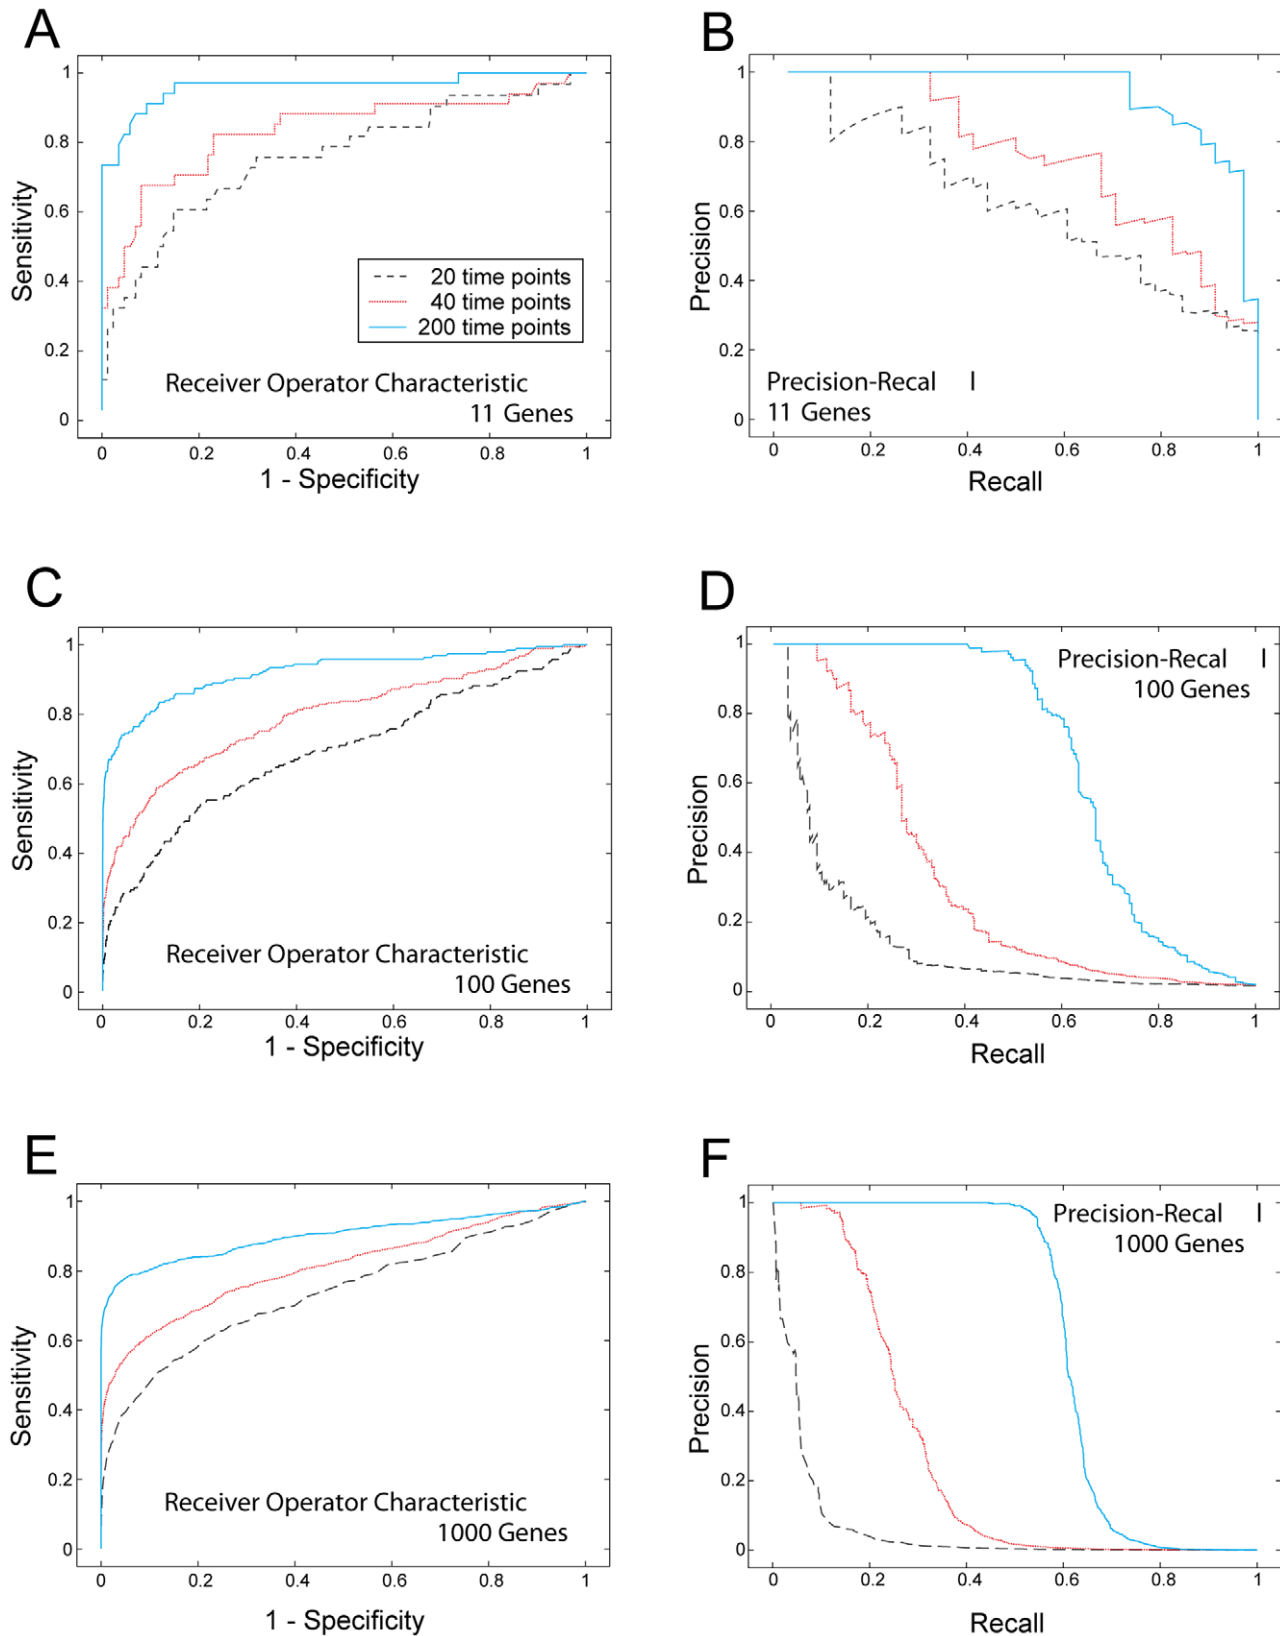 A
1
0.8
0.6
0.4
0.2
0
Sensitivity
20 time points
40 time points
200 time points
Receiver Operator Characteristic
11 Genes
0 0.2 0.4 0.6 0.8 1
1 - Specificity
B
1
0.8
0.6
0.4
0.2
0
Precision
Precision-Recal l
11 Genes
0 0.2 0.4 0.6 0.8 1
Recall
C
1
0.8
0.6
0.4
0.2
0
Sensitivity
Receiver Operator Characteristic
100 Genes
0 0.2 0.4 0.6 0.8 1
1 - Specificity
D
1
0.8
0.6
0.4
0.2
0
Precision
Precision-Recal l
100 Genes
0 0.2 0.4 0.6 0.8 1
Recall
E
1
0.8
0.6
0.4
0.2
0
Sensitivity
Receiver Operator Characteristic
1000 Genes
0 0.2 0.4 0.6 0.8 1
1 - Specificity
F
1
0.8
0.6
0.4
0.2
0
Precision
Precision-Recal l
1000 Genes
0 0.2 0.4 0.6 0.8 1
Recall